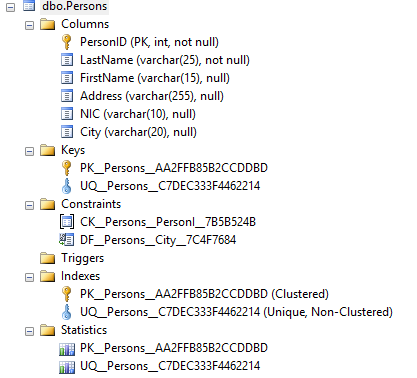 dbo.Persons
Columns
PersonID (PK, int, not null)
LastName (varchar(25), not null)
FirstName (varchar(15), null)
Address (varchar(255), null)
NIC (varchar(10), null)
City (varchar(20), null)
Keys
PK__Persons__AA2FFB85B2CCDDBD
UQ__Persons__C7DEC333F4462214
Constraints
CK__Persons__PersonI__7B5B524B
DF__Persons__City__7C4F7684
Triggers
Indexes
PK__Persons__AA2FFB85B2CCDDBD (Clustered)
UQ__Persons__C7DEC333F4462214 (Unique, Non-Clustered)
Statistics
PK__Persons__AA2FFB85B2CCDDBD
UQ__Persons__C7DEC333F4462214